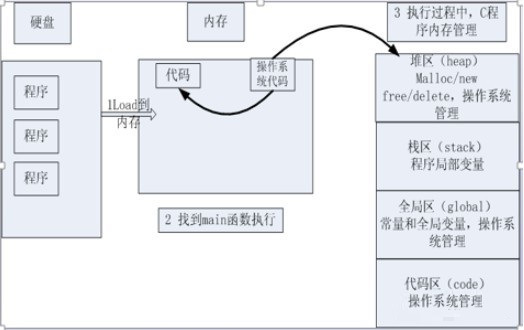 硬盘
内存
3 执行过程中，C程
序内存管理
程序
程序
程序
1Load到
内存
代码
操作系
统代码
2 找到main函数执行
堆区（heap）
Malloc/new
free/delete，操作系统
管理
栈区（stack）
程序局部变量
全局区（global）
常量和全局变量，操作系
统管理
代码区（code）
操作系统管理